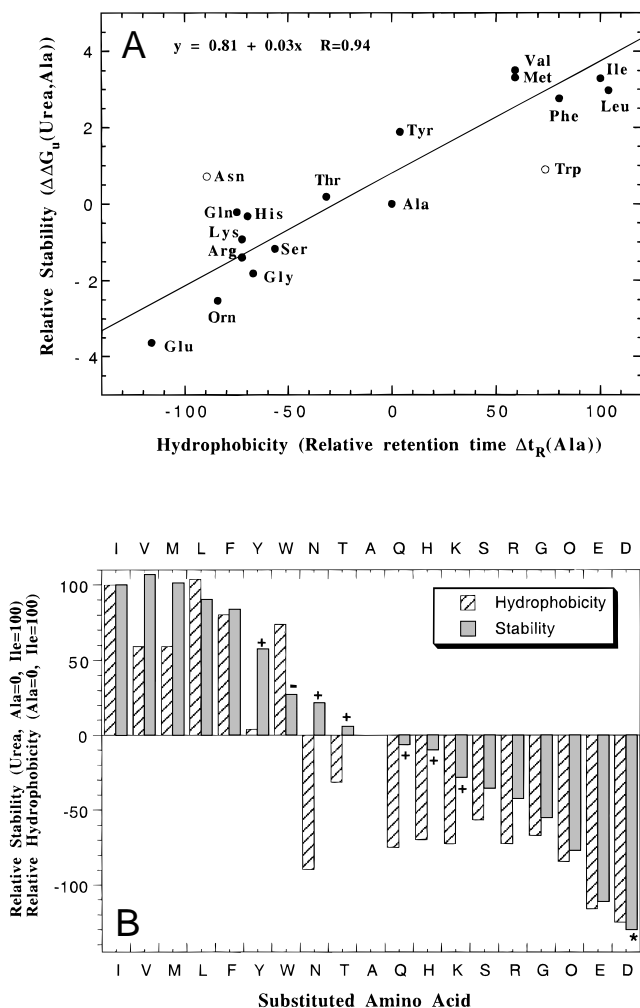 A
y = 0.81 + 0.03x R=0.94
Relative Stability (ΔΔGu(Urea,Ala))
4
2
0
- 2
- 4
Val
Met
Ile
Leu
Phe
Tyr
Trp
Asn
Thr
Ala
Gln
His
Lys
Ser
Arg
Gly
Orn
Glu
-100 -50 0 50 100
Hydrophobicity (Relative retention time ΔtR(Ala))
I V M L F Y W N T A Q H K S R G O E D
Relative Stability (Urea, Ala=0, Ile=100)
Relative Hydrophobicity (Ala=0, Ile=100)
100
50
0
-50
-100
Hydrophobicity
Stability
+
-
+
+
+
+
+
*
B
I V M L F Y W N T A Q H K S R G O E D
Substituted Amino Acid